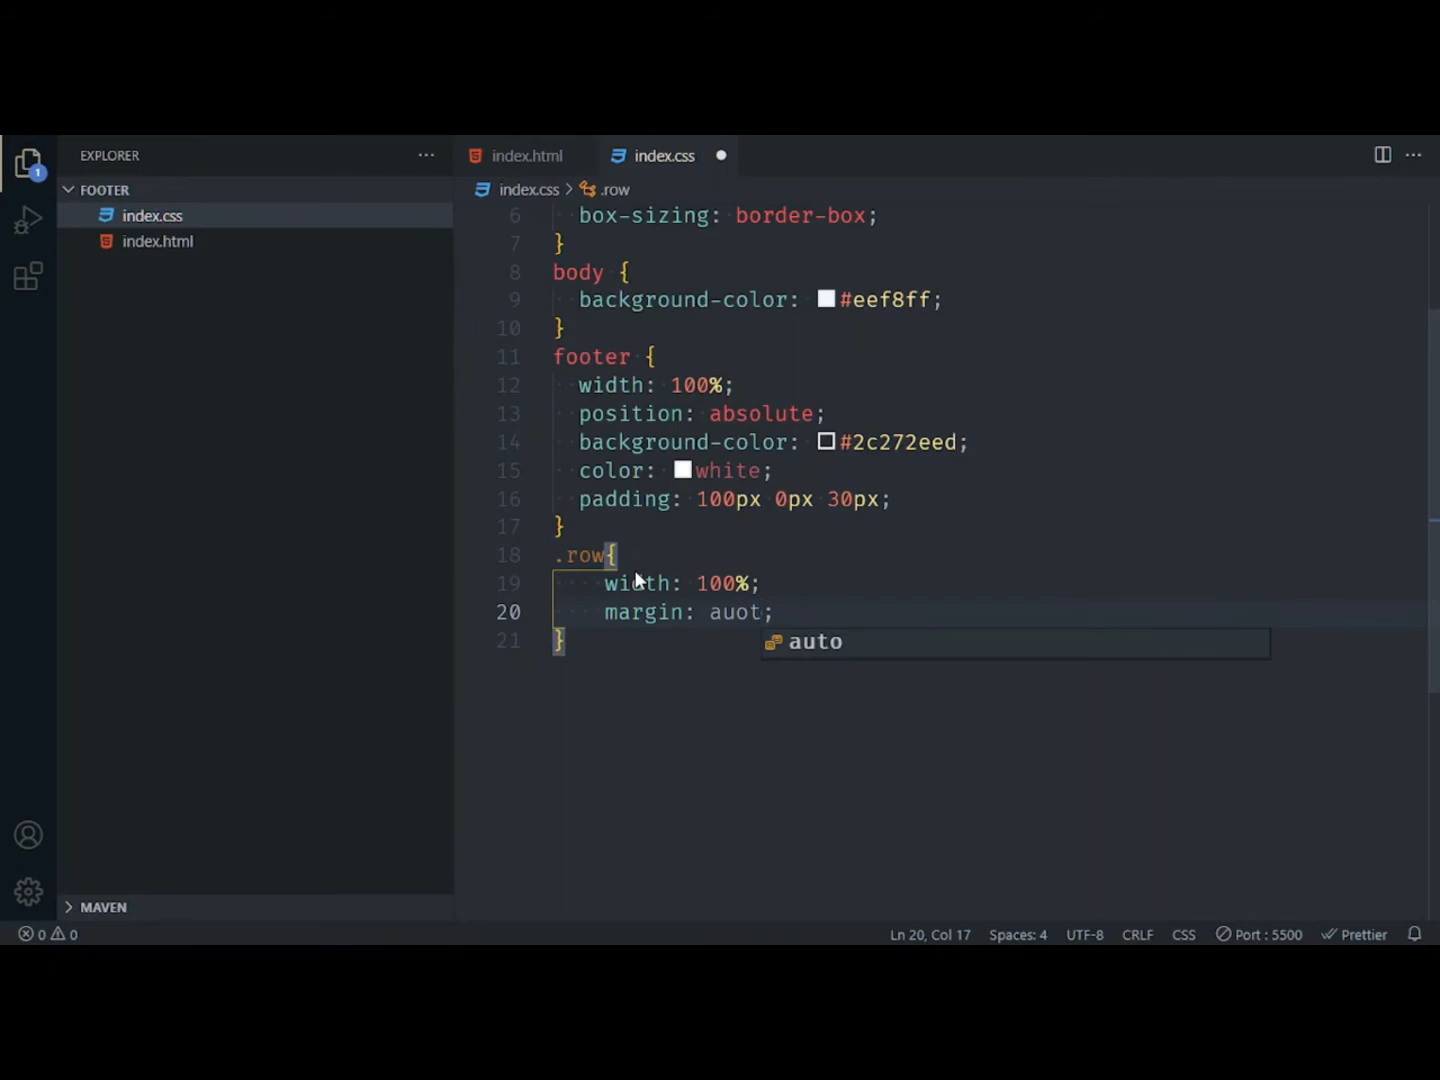 EXPLORER
FOOTER
index.css
index.html
MAVEN
1
index.html
index.css
index.css > .row
6 box-sizing: border-box;
7 }
8 body {
9 background-color: #eef8ff;
10 }
11 footer {
12 width: 100%;
13 position: absolute;
14 background-color: #2c272eed;
15 color: white;
16 padding: 100px 0px 30px;
17 }
18 .row{
19 width: 100%;
20 margin: auot;
21 }
auto
0 0
Ln 20, Col 17 Spaces: 4 UTF-8 CRLF CSS Port : 5500 Prettier